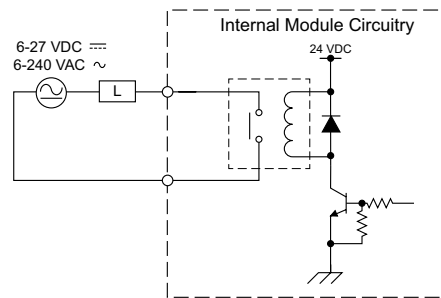 Internal Module Circuitry
6-27 VDC ⎓
6-240 VAC ∿
24 VDC
L